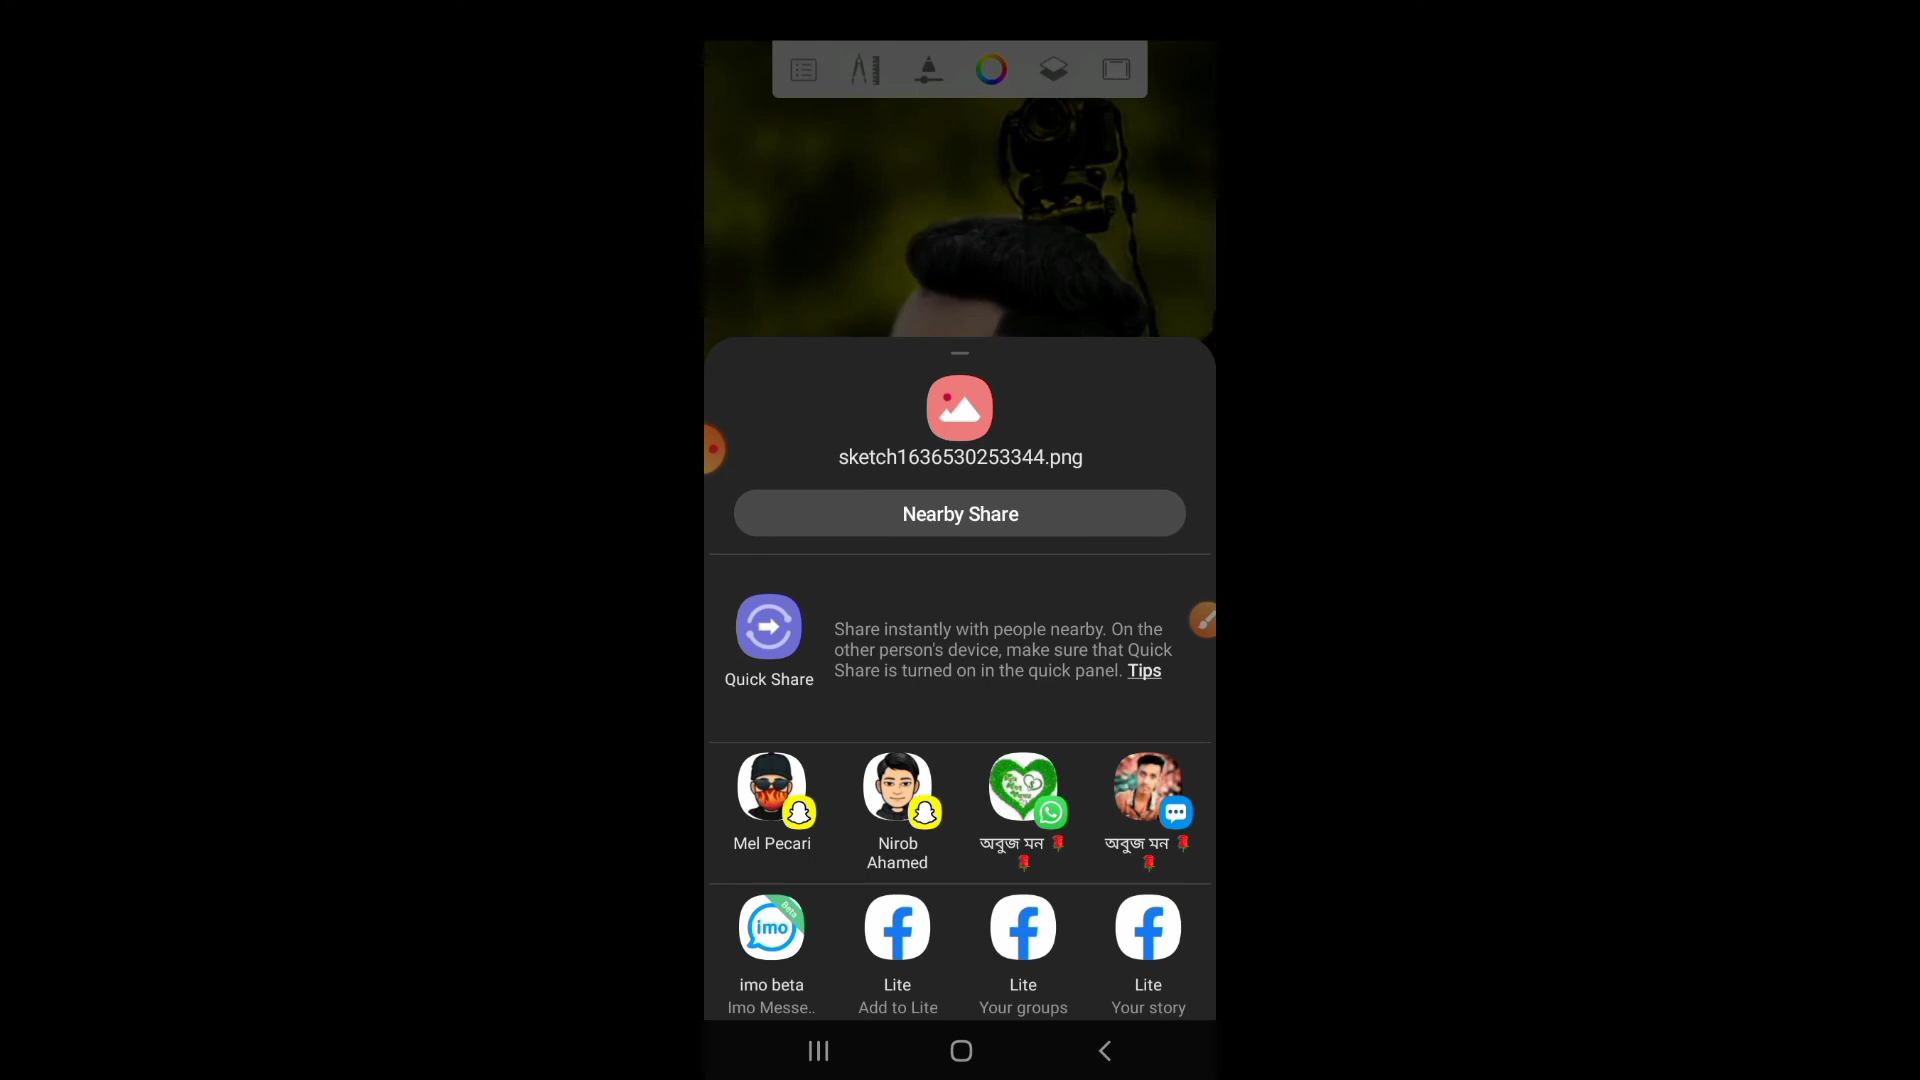 sketch1636530253344.png
Nearby Share
Share instantly with people nearby. On the
other person's device, make sure that Quick
Share is turned on in the quick panel. Tips
Quick Share
Mel Pecari
Nirob
Ahamed
অবুজ মন 🌹
🌹
অবুজ মন 🌹
🌹
Beta
imo
imo beta
Imo Messe..
Lite
Add to Lite
Lite
Your groups
Lite
Your story